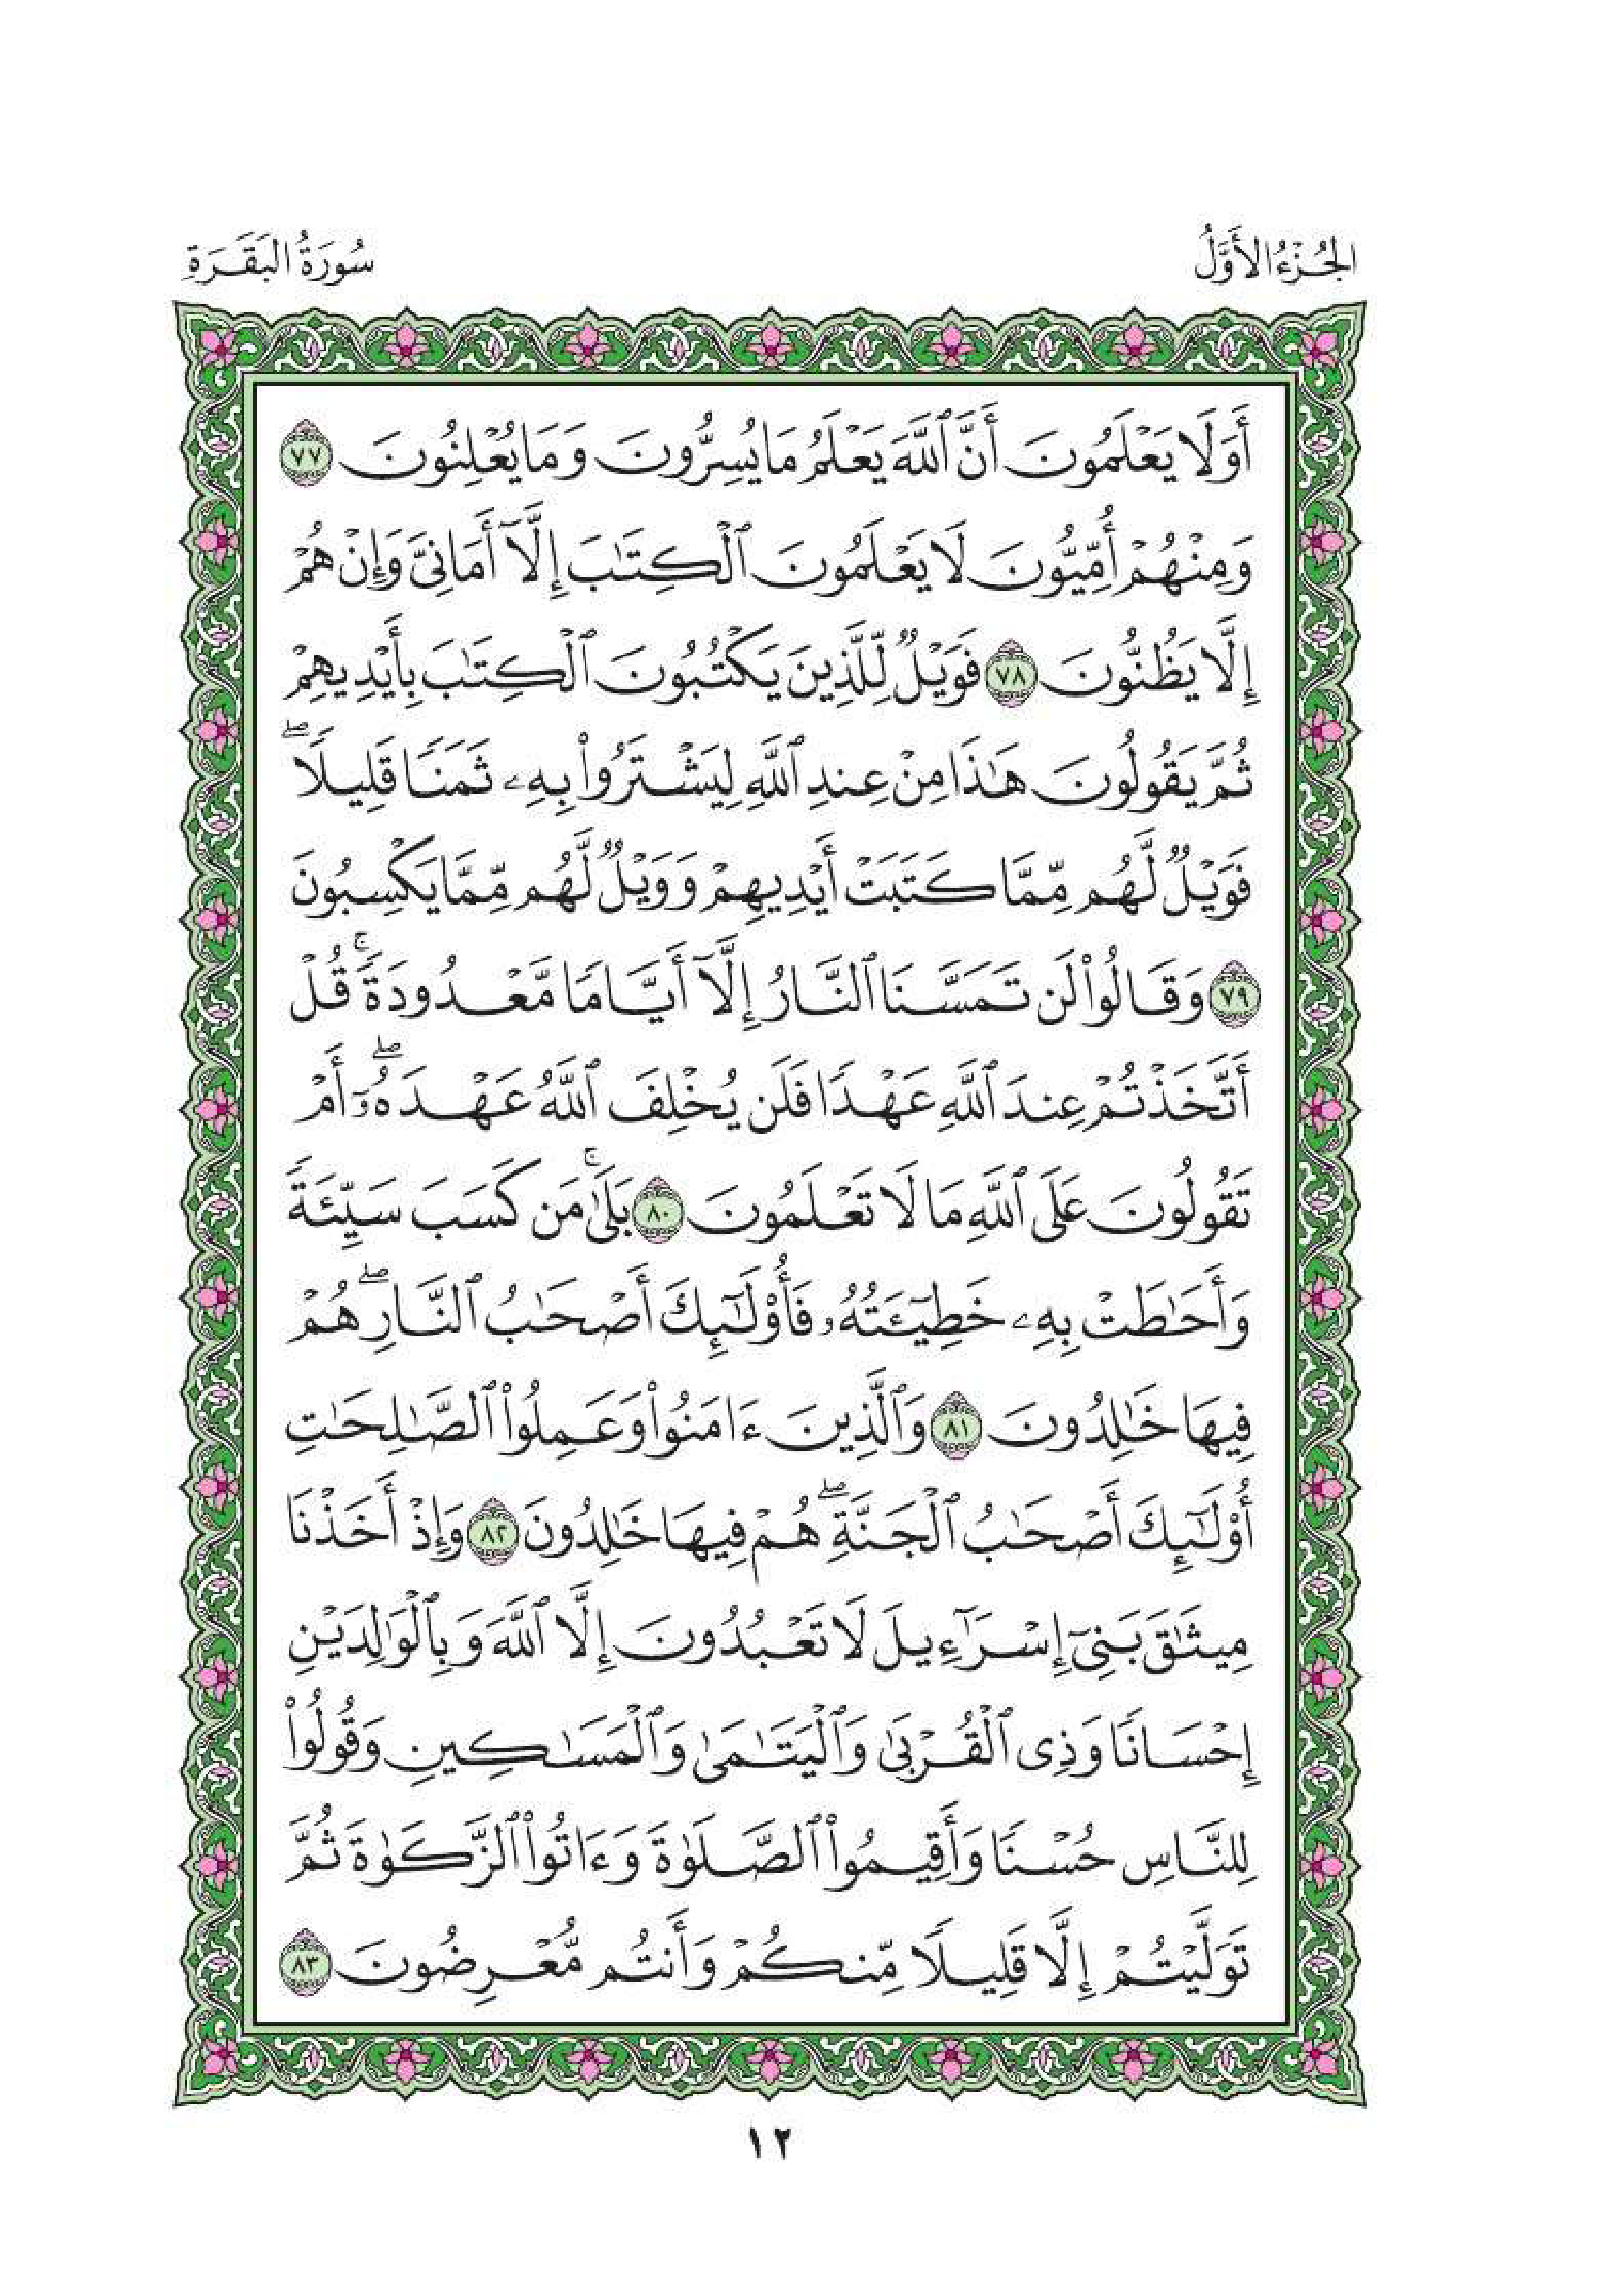 الجُزْءُ الأَوَّلُ
سُورَةُ البَقَرَةِ
أَوَلَا يَعۡلَمُونَ أَنَّ ٱللَّهَ يَعۡلَمُ مَا يُسِرُّونَ وَمَا يُعۡلِنُونَ ٧٧
وَمِنۡهُمۡ أُمِّيُّونَ لَا يَعۡلَمُونَ ٱلۡكِتَٰبَ إِلَّآ أَمَانِيَّ وَإِنۡ هُمۡ
إِلَّا يَظُنُّونَ ٧٨ فَوَيۡلٞ لِّلَّذِينَ يَكۡتُبُونَ ٱلۡكِتَٰبَ بِأَيۡدِيهِمۡ
ثُمَّ يَقُولُونَ هَٰذَا مِنۡ عِندِ ٱللَّهِ لِيَشۡتَرُواْ بِهِۦ ثَمَنٗا قَلِيلٗاۖ
فَوَيۡلٞ لَّهُم مِّمَّا كَتَبَتۡ أَيۡدِيهِمۡ وَوَيۡلٞ لَّهُم مِّمَّا يَكۡسِبُونَ
٧٩ وَقَالُواْ لَن تَمَسَّنَا ٱلنَّارُ إِلَّآ أَيَّامٗا مَّعۡدُودَةٗۚ قُلۡ
أَتَّخَذۡتُمۡ عِندَ ٱللَّهِ عَهۡدٗا فَلَن يُخۡلِفَ ٱللَّهُ عَهۡدَهُۥٓۖ أَمۡ
تَقُولُونَ عَلَى ٱللَّهِ مَا لَا تَعۡلَمُونَ ٨٠ بَلَىٰۚ مَن كَسَبَ سَيِّئَةٗ
وَأَحَٰطَتۡ بِهِۦ خَطِيٓـَٔتُهُۥ فَأُوْلَٰٓئِكَ أَصۡحَٰبُ ٱلنَّارِۖ هُمۡ
فِيهَا خَٰلِدُونَ ٨١ وَٱلَّذِينَ ءَامَنُواْ وَعَمِلُواْ ٱلصَّٰلِحَٰتِ
أُوْلَٰٓئِكَ أَصۡحَٰبُ ٱلۡجَنَّةِۖ هُمۡ فِيهَا خَٰلِدُونَ ٨٢ وَإِذۡ أَخَذۡنَا
مِيثَٰقَ بَنِيٓ إِسۡرَٰٓءِيلَ لَا تَعۡبُدُونَ إِلَّا ٱللَّهَ وَبِٱلۡوَٰلِدَيۡنِ
إِحۡسَانٗا وَذِي ٱلۡقُرۡبَىٰ وَٱلۡيَتَٰمَىٰ وَٱلۡمَسَٰكِينِ وَقُولُواْ
لِلنَّاسِ حُسۡنٗا وَأَقِيمُواْ ٱلصَّلَوٰةَ وَءَاتُواْ ٱلزَّكَوٰةَ ثُمَّ
تَوَلَّيۡتُمۡ إِلَّا قَلِيلٗا مِّنكُمۡ وَأَنتُم مُّعۡرِضُونَ ٨٣
١٢